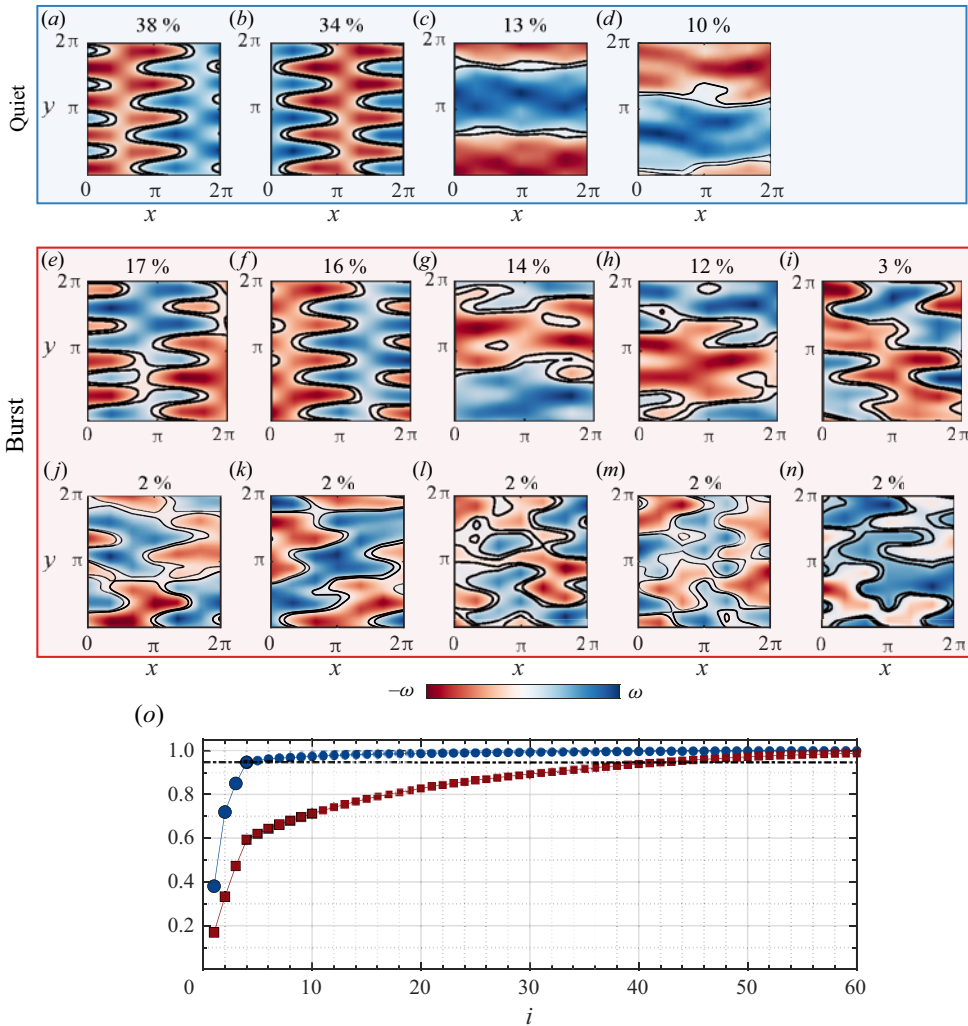 (a) 38 % (b) 34 % (c) 13 % (d) 10 %
Quiet
2π
y π
0 π 2π 0 π 2π 0 π 2π 0 π 2π
x x x x
(e) 17 % (f) 16 % (g) 14 % (h) 12 % (i) 3 %
Burst
2π 2π 2π 2π 2π
y π π π π π
0 π 2π 0 π 2π 0 π 2π 0 π 2π 0 π 2π
(j) 2 % (k) 2 % (l) 2 % (m) 2 % (n) 2 %
2π 2π 2π 2π 2π
y π π π π π
0 π 2π 0 π 2π 0 π 2π 0 π 2π 0 π 2π
x x x x x
−ω ω
(o)
1.0
0.8
0.6
0.4
0.2
0 10 20 30 40 50 60
i